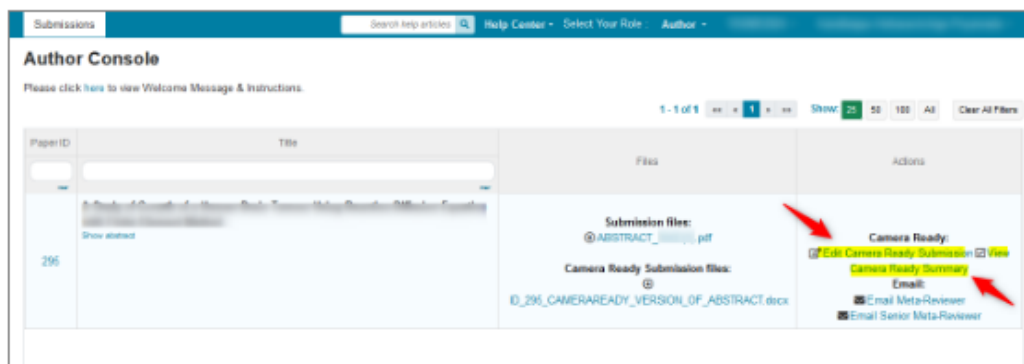 Submissions
Search help articles
Help Center
Select Your Role :
Author
Author Console
Please click here to view Welcome Message & Instructions.
1 - 1 of 1
«« « 1 » »»
Show: 25 50 100 All
Clear All Filters
Paper ID
Title
Files
Actions
Show abstract
295
Submission files:
ABSTRACT_ .pdf
Camera Ready Submission files:
ID_295_CAMERAREADY_VERSION_OF_ABSTRACT.docx
Camera Ready:
Edit Camera Ready Submission View
Camera Ready Summary
Email:
Email Meta-Reviewer
Email Senior Meta-Reviewer